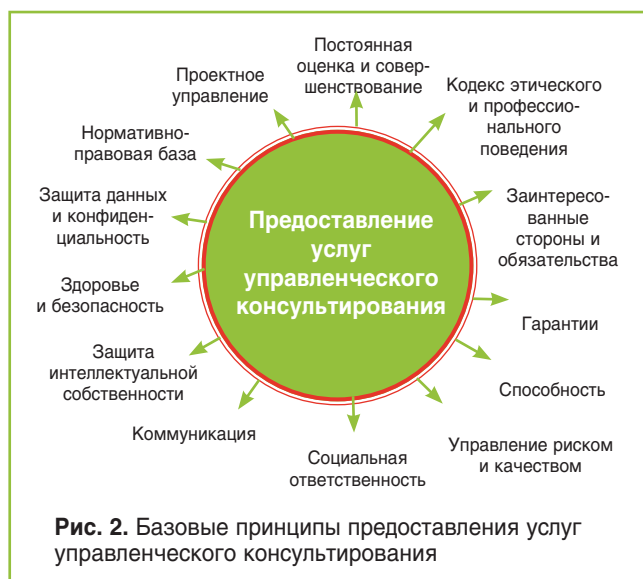 Постоянная
оценка и совер-
шенствование
Кодекс этического
и профессио-
нального
поведения
Заинтересо-
ванные
стороны и
обязательства
Гарантии
Способность
Управление риском
и качеством
Социальная
ответственность
Коммуникация
Защита
интеллектуальной
собственности
Здоровье
и безопасность
Защита данных
и конфиден-
циальность
Нормативно-
правовая база
Проектное
управление
Предоставление
услуг
управленческого
консультирования
Рис. 2. Базовые принципы предоставления услуг
управленческого консультирования